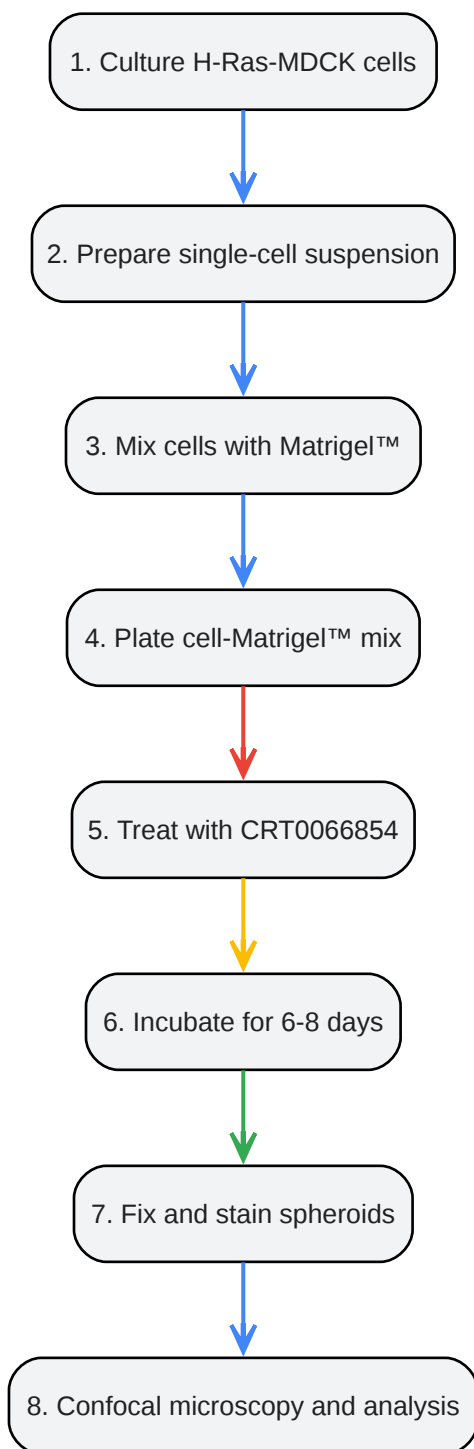 1. Culture H-Ras-MDCK cells
2. Prepare single-cell suspension
3. Mix cells with Matrigel™
4. Plate cell-Matrigel™ mix
5. Treat with CRT0066854
6. Incubate for 6-8 days
7. Fix and stain spheroids
8. Confocal microscopy and analysis